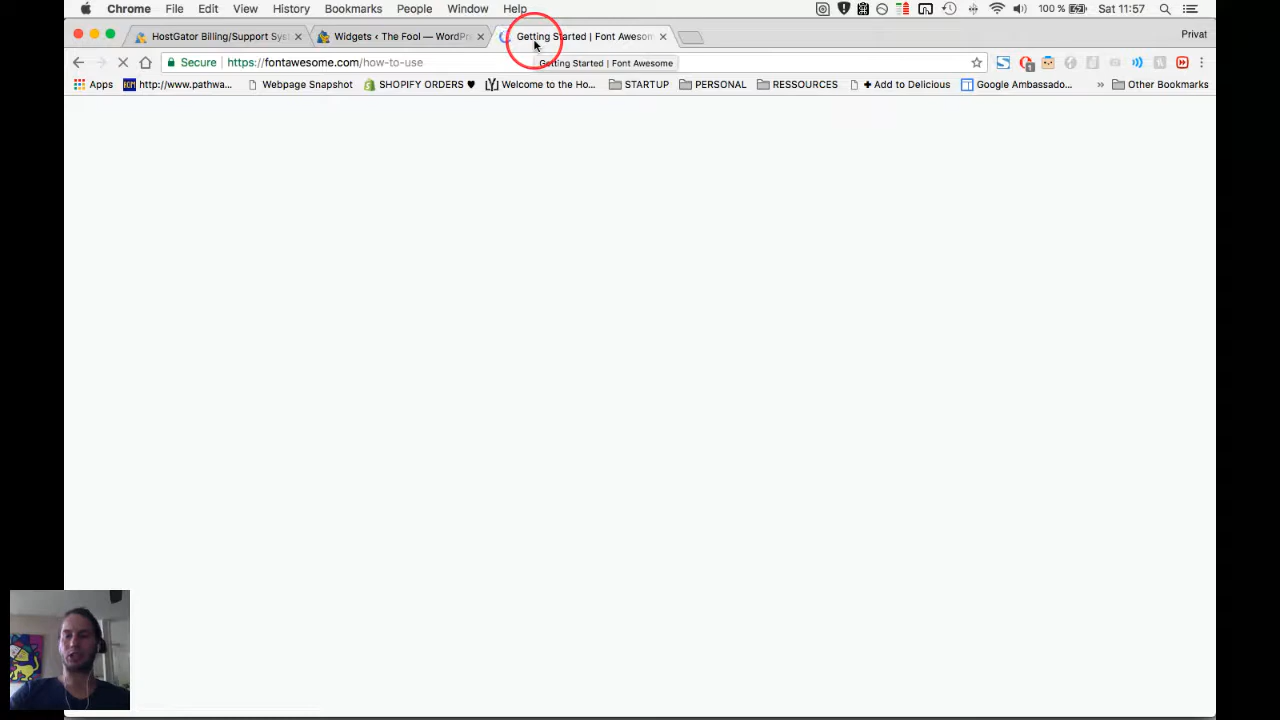 Chrome File Edit View History Bookmarks People Window Help 100 % Sat 11:57
HostGator Billing/Support Syst Widgets ‹ The Fool — WordPr Getting Started | Font Awesom Privat
Secure https://fontawesome.com/how-to-use Getting Started | Font Awesome
Apps http://www.pathwa... Webpage Snapshot SHOPIFY ORDERS ♥ Welcome to the Ho... STARTUP PERSONAL RESSOURCES + Add to Delicious Google Ambassado... » Other Bookmarks